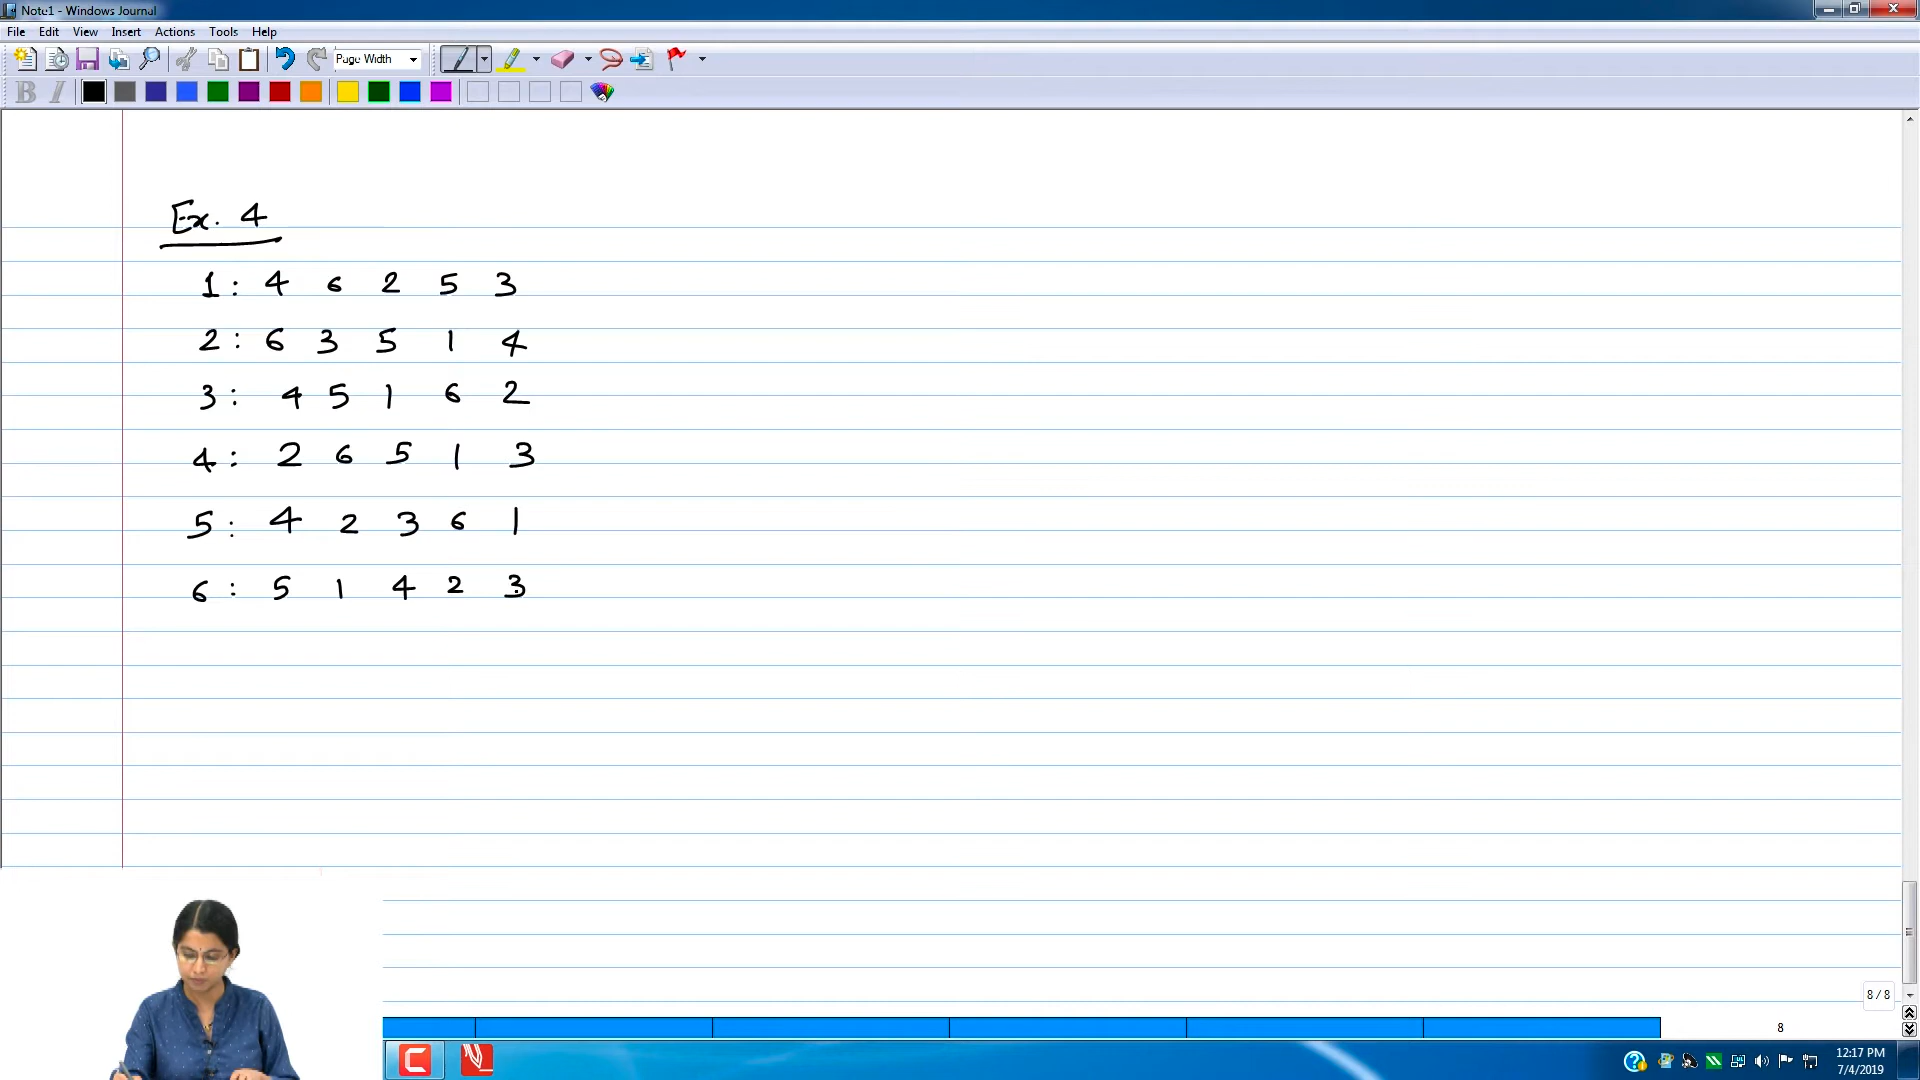 Note1 - Windows Journal
File Edit View Insert Actions Tools Help
Page Width
B I
Ex. 4
1 : 4 6 2 5 3
2 : 6 3 5 1 4
3 : 4 5 1 6 2
4 : 2 6 5 1 3
5 : 4 2 3 6 1
6 : 5 1 4 2 3
8 / 8
8
12:17 PM
7/4/2019